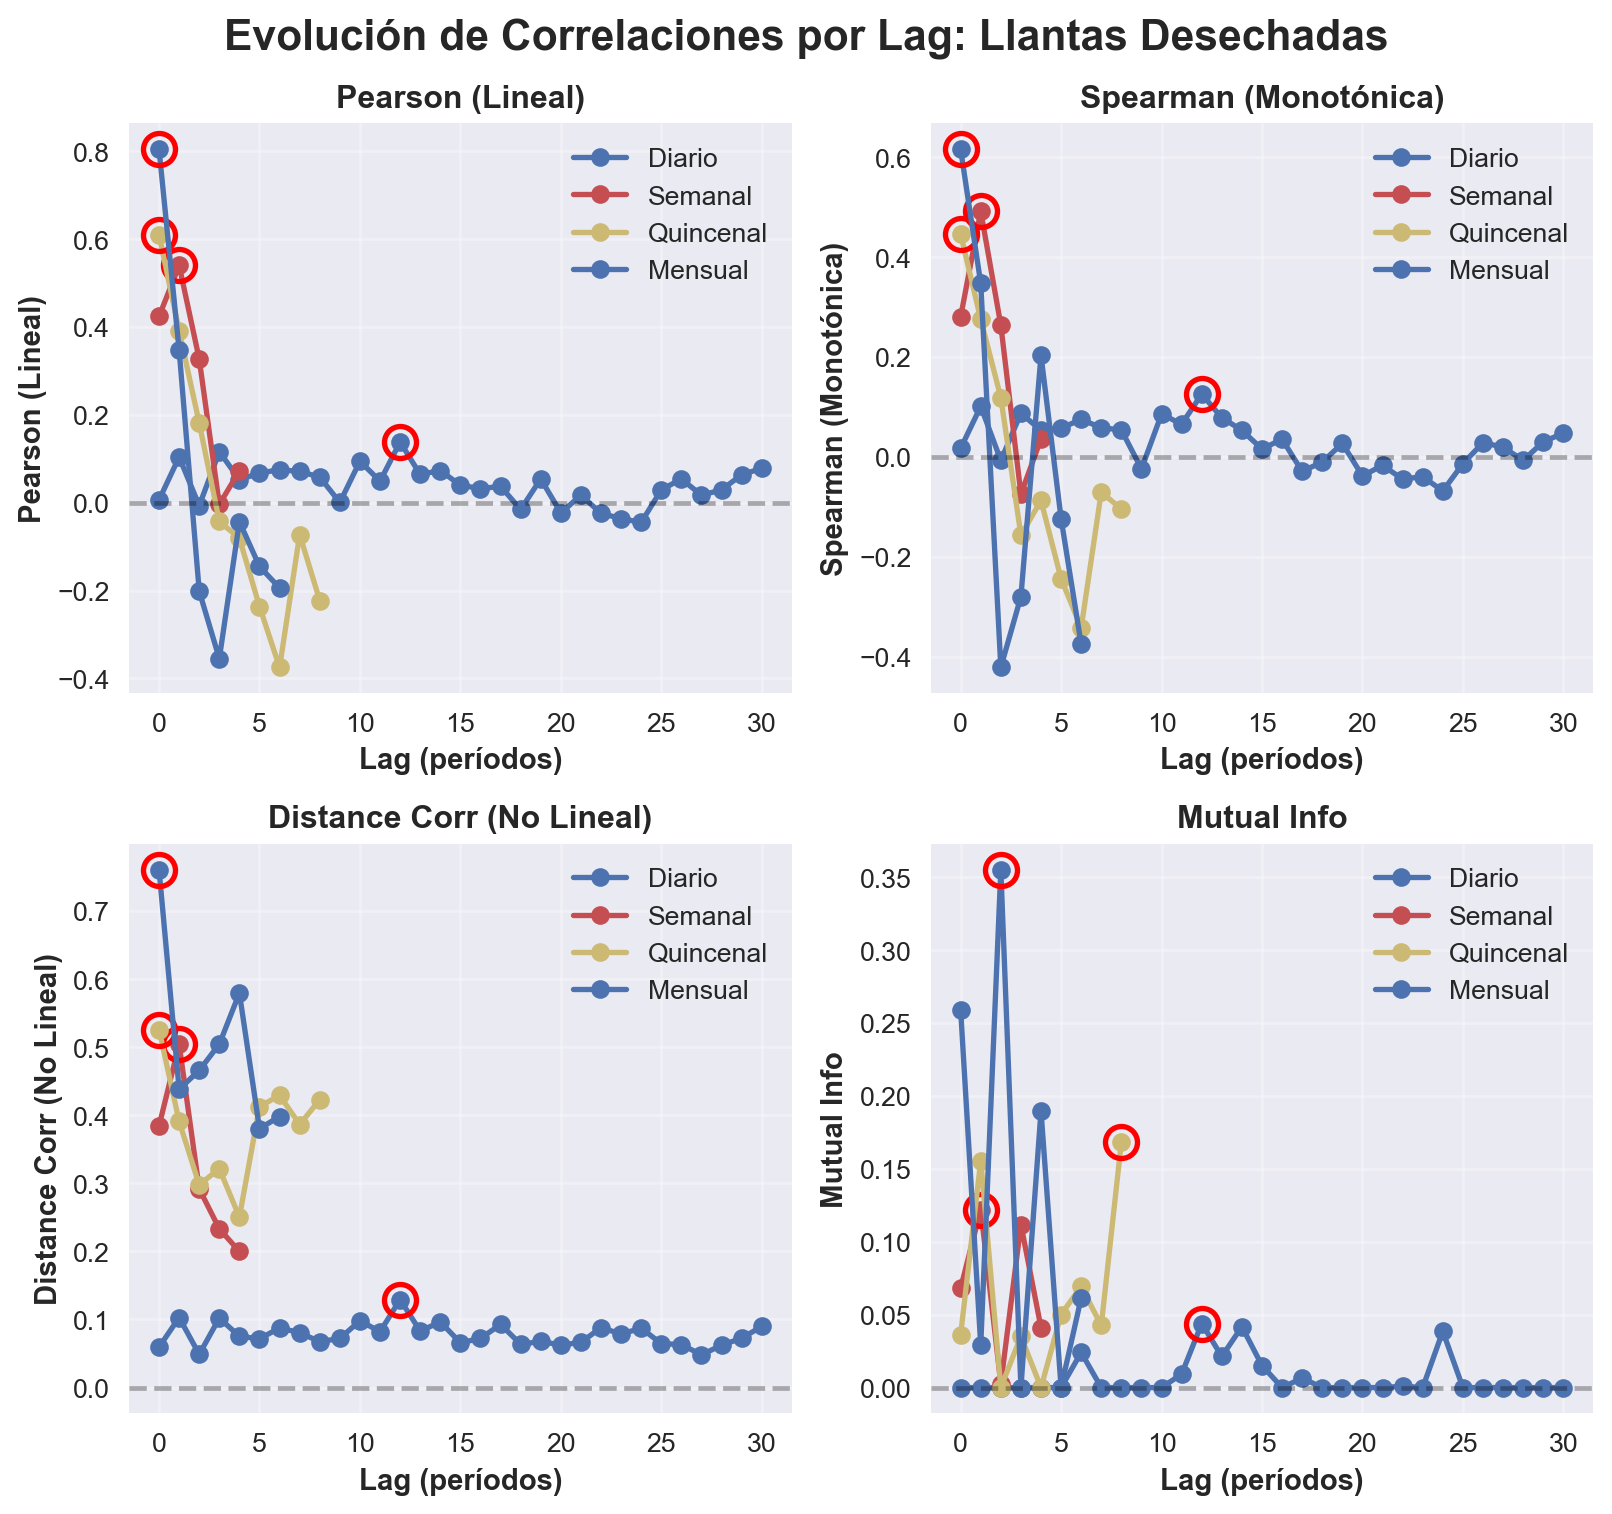 Evolución de Correlaciones por Lag: Llantas Desechadas
Pearson (Lineal)
Pearson (Lineal)
0.8
0.6
0.4
0.2
0.0
−0.2
−0.4
0 5 10 15 20 25 30
Lag (períodos)
Diario
Semanal
Quincenal
Mensual
Spearman (Monotónica)
Spearman (Monotónica)
0.6
0.4
0.2
0.0
−0.2
−0.4
0 5 10 15 20 25 30
Lag (períodos)
Diario
Semanal
Quincenal
Mensual
Distance Corr (No Lineal)
Distance Corr (No Lineal)
0.7
0.6
0.5
0.4
0.3
0.2
0.1
0.0
0 5 10 15 20 25 30
Lag (períodos)
Diario
Semanal
Quincenal
Mensual
Mutual Info
Mutual Info
0.35
0.30
0.25
0.20
0.15
0.10
0.05
0.00
0 5 10 15 20 25 30
Lag (períodos)
Diario
Semanal
Quincenal
Mensual